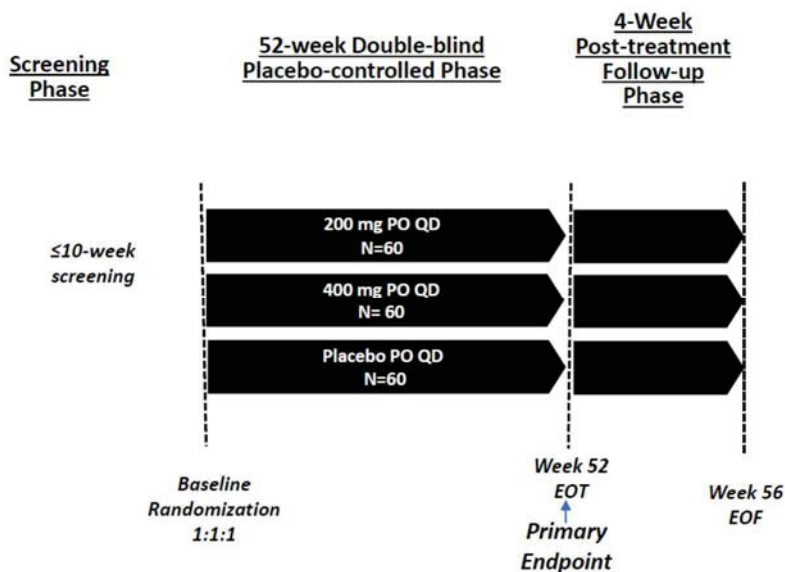 Screening
Phase
52-week Double-blind
Placebo-controlled Phase
4-Week
Post-treatment
Follow-up
Phase
≤10-week
screening
200 mg PO QD
N=60
400 mg PO QD
N= 60
Placebo PO QD
N=60
Baseline
Randomization
1:1:1
Week 52
EOT
Primary
Endpoint
Week 56
EOF